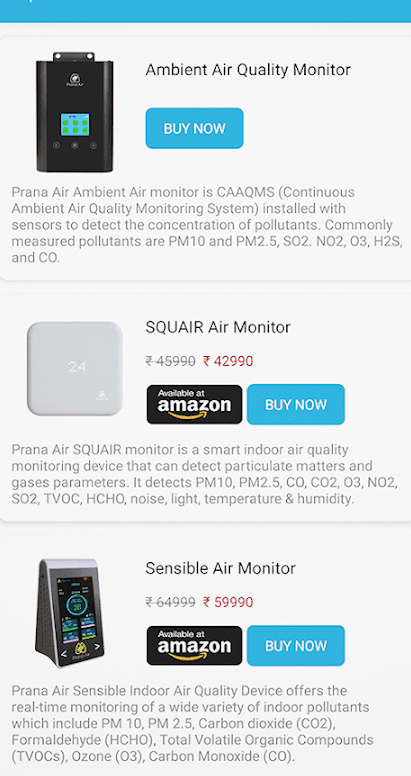 Ambient Air Quality Monitor
Prana Air
BUY NOW
Prana Air Ambient Air monitor is CAAQMS (Continuous
Ambient Air Quality Monitoring System) installed with
sensors to detect the concentration of pollutants. Commonly
measured pollutants are PM10 and PM2.5, SO2. NO2, O3, H2S,
and CO.
SQUAIR Air Monitor
₹ 45990 ₹ 42990
24
Available at
amazon
BUY NOW
Prana Air SQUAIR monitor is a smart indoor air quality
monitoring device that can detect particulate matters and
gases parameters. It detects PM10, PM2.5, CO, CO2, O3, NO2,
SO2, TVOC, HCHO, noise, light, temperature & humidity.
Sensible Air Monitor
₹ 64999 ₹ 59990
Available at
amazon
BUY NOW
Prana Air
Prana Air Sensible Indoor Air Quality Device offers the
real-time monitoring of a wide variety of indoor pollutants
which include PM 10, PM 2.5, Carbon dioxide (CO2),
Formaldehyde (HCHO), Total Volatile Organic Compounds
(TVOCs), Ozone (O3), Carbon Monoxide (CO).